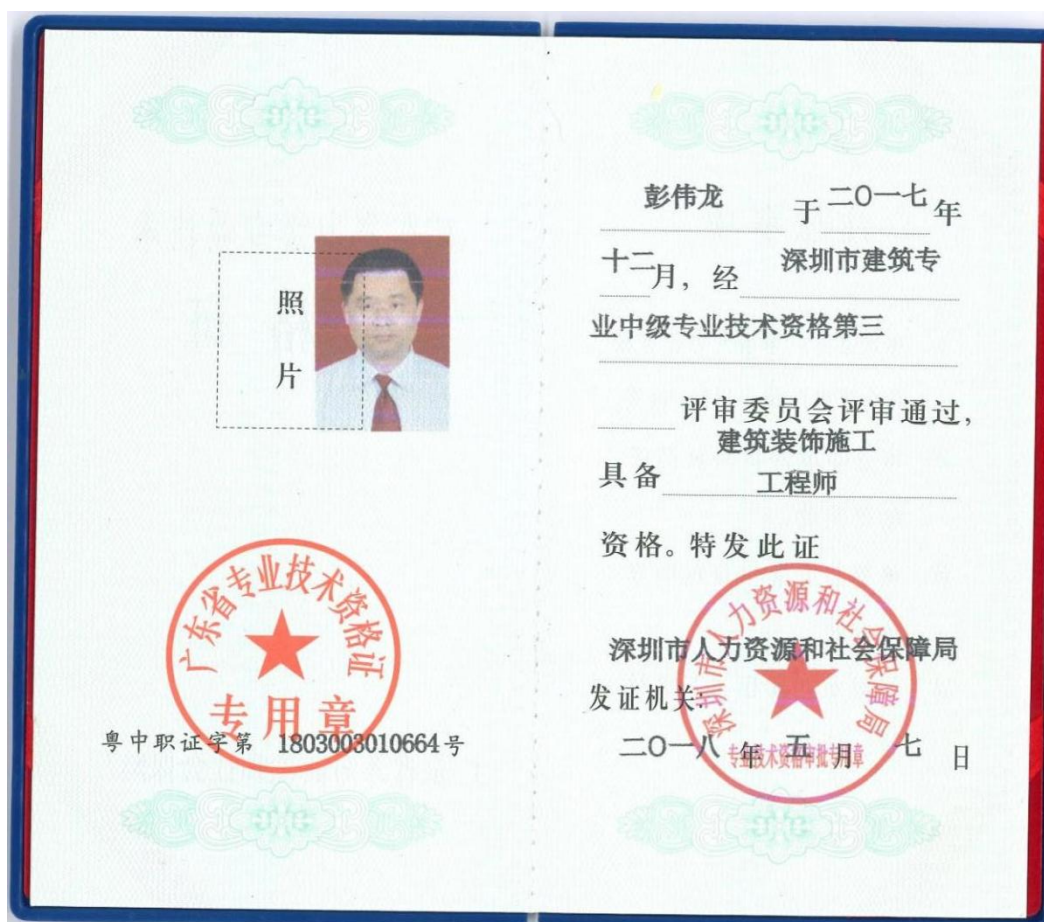 照
片
广东省专业技术资格证
专用章
粤中职证字第 1803003010664号
彭伟龙 于二〇一七年
十二月, 经 深圳市建筑专
业中级专业技术资格第三
评审委员会评审通过,
建筑装饰施工
具备 工程师
资格。特发此证
深圳市人力资源和社会保障局
深圳市人力资源和社会保障局
发证机关:
二〇一八 年 五 月 七 日
专业技术资格审批专用章